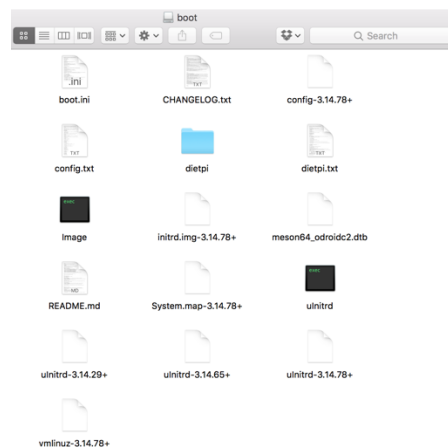 boot
Search
boot.ini
CHANGELOG.txt
config-3.14.78+
config.txt
dietpi
dietpi.txt
Image
initrd.img-3.14.78+
meson64_odroidc2.dtb
README.md
System.map-3.14.78+
uInitrd
uInitrd-3.14.29+
uInitrd-3.14.65+
uInitrd-3.14.78+
vmlinuz-3.14.78+